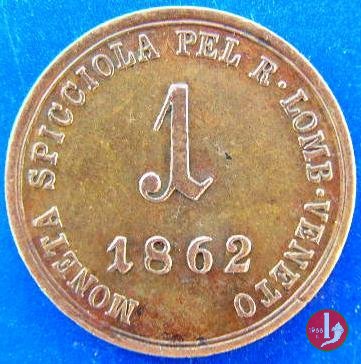 MONETA SPICCIOLA PEL R. LOMB·VENETO
1
1862